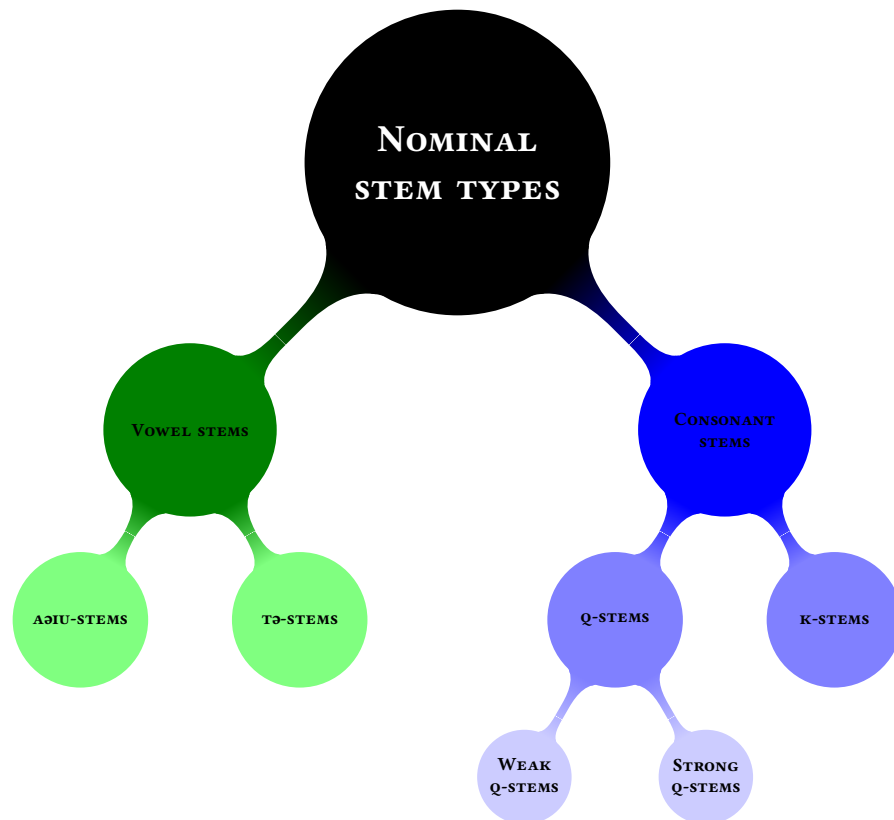 Nominal
stem types
Vowel stems
Consonant
stems
aəiu-stems
tə-stems
q-stems
k-stems
Weak
q-stems
Strong
q-stems